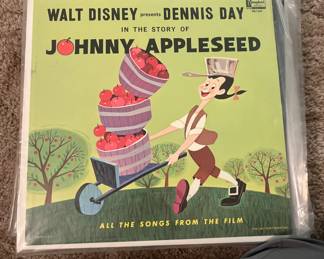 WALT DISNEY presents DENNIS DAY
IN THE STORY OF
JOHNNY APPLESEED
ALL THE SONGS FROM THE FILM